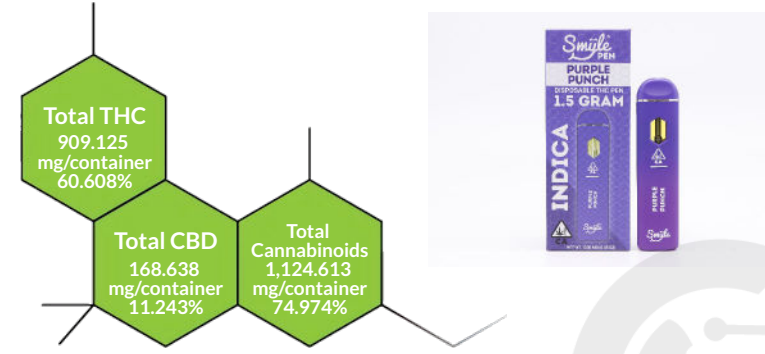 Total THC
909.125
mg/container
60.608%
Total CBD
168.638
mg/container
11.243%
Total
Cannabinoids
1,124.613
mg/container
74.974%
Smyle
PEN
PURPLE
PUNCH
DISPOSABLE THC PEN
1.5 GRAM
INDICA
PURPLE
PUNCH
Smyle
CA
CA
PURPLE
PUNCH
Smyle